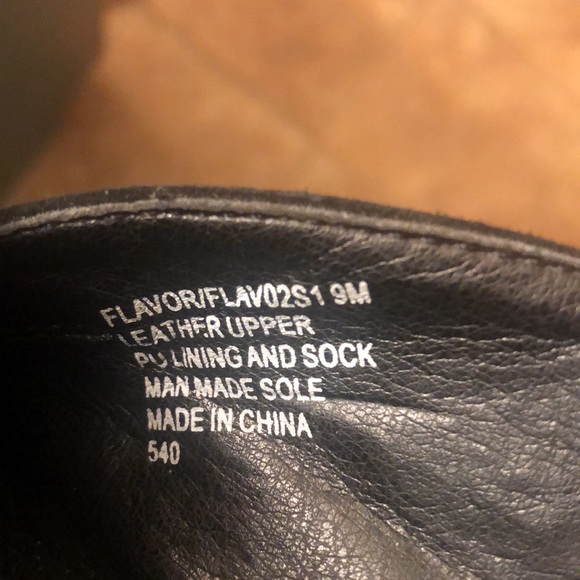 FLAVOR/FLAV02S1 9M
LEATHER UPPER
PU LINING AND SOCK
MAN MADE SOLE
MADE IN CHINA
540